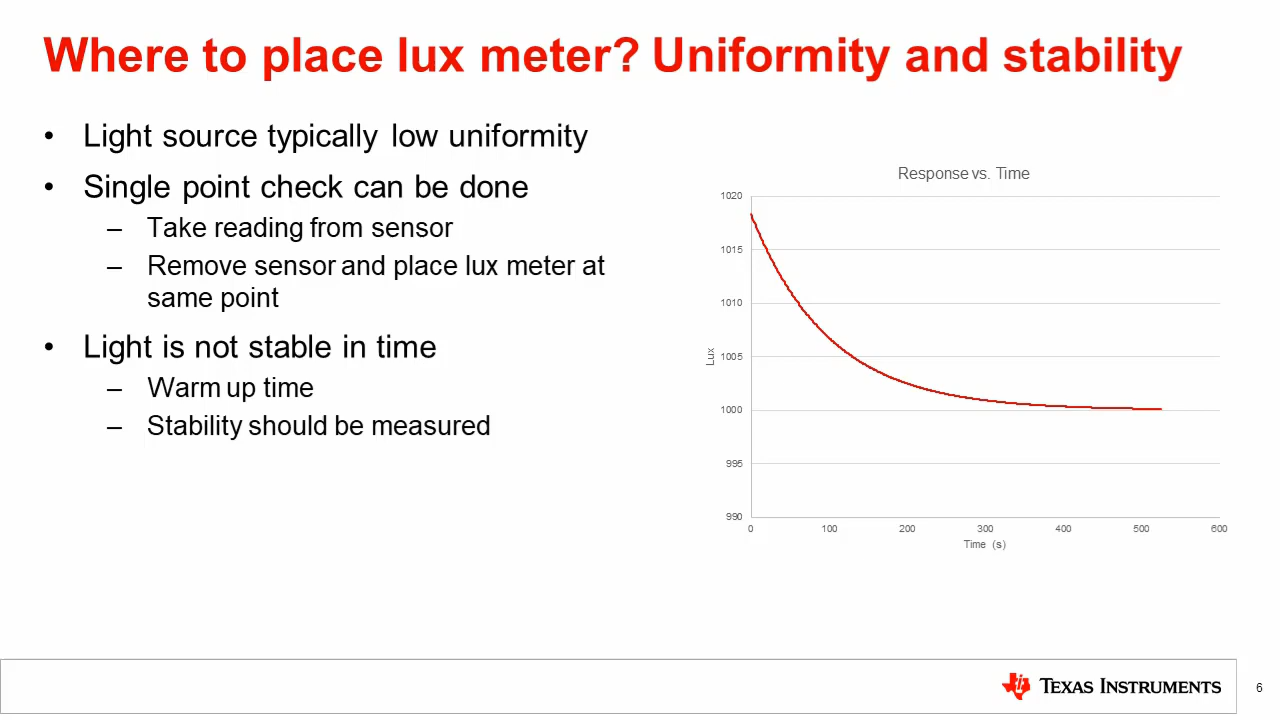 Where to place lux meter? Uniformity and stability
• Light source typically low uniformity
• Single point check can be done
– Take reading from sensor
– Remove sensor and place lux meter at
same point
• Light is not stable in time
– Warm up time
– Stability should be measured
Response vs. Time
1020
1015
1010
1005
1000
995
990
Lux
0 100 200 300 400 500 600
Time (s)
TEXAS INSTRUMENTS
6